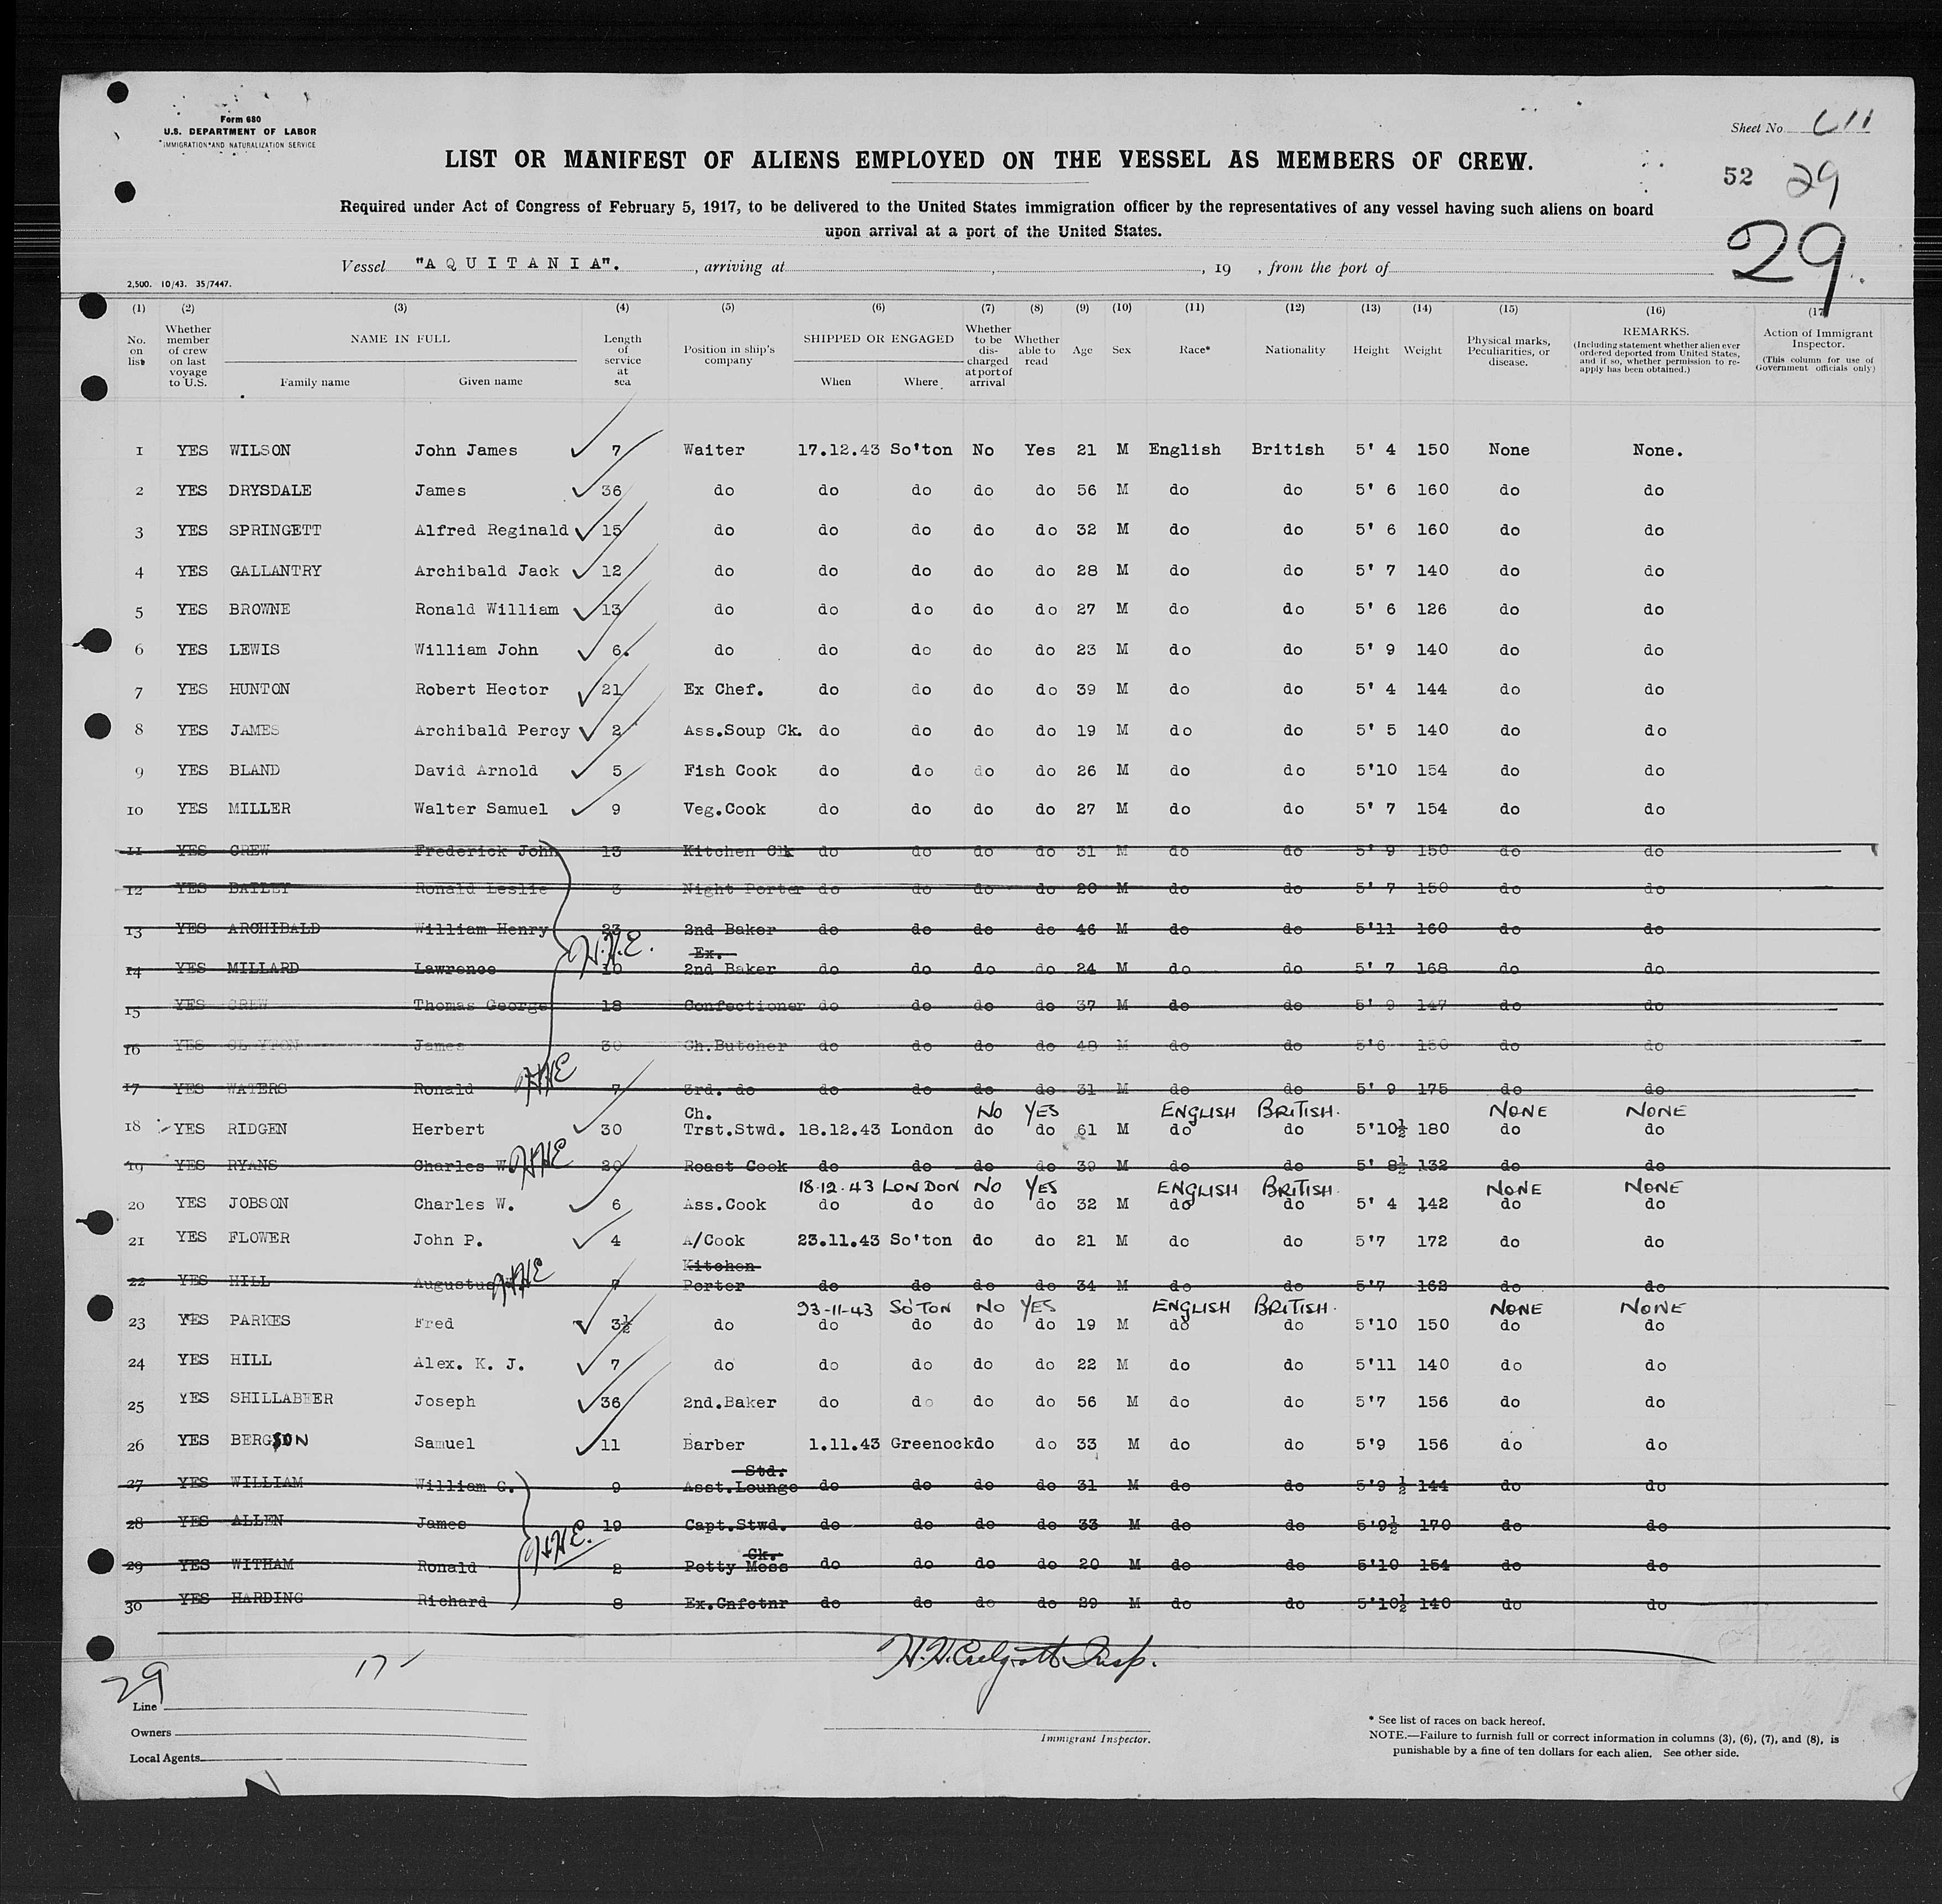 Form 680
U.S. DEPARTMENT OF LABOR
IMMIGRATION AND NATURALIZATION SERVICE
Sheet No
LIST OR MANIFEST OF ALIENS EMPLOYED ON THE VESSEL AS MEMBERS OF CREW.
52 29
Required under Act of Congress of February 5, 1917, to be delivered to the United States immigration officer by the representatives of any vessel having such aliens on board
upon arrival at a port of the United States.
29
Vessel "AQUITANIA". , arriving at , , 19 , from the port of
2,500. 10/43. 35/7447.
(1) (2) (3) (4) (5) (6) (7) (8) (9) (10) (11) (12) (13) (14) (15) (16) (17
No. on list Whether member of crew on last voyage to U.S. NAME IN FULL Family name Given name Length of service at sea Position in ship's company SHIPPED OR ENGAGED When Where Whether to be discharged at port of arrival Whether able to read Age Sex Race* Nationality Height Weight Physical marks, Peculiarities, or disease. REMARKS. (Including statement whether alien ever ordered deported from United States, and if so, whether permission to re-apply has been obtained.) Action of Immigrant Inspector. (This column for use of Government officials only)
1 YES WILSON John James 7 Waiter 17.12.43 So'ton No Yes 21 M English British 5' 4 150 None None.
2 YES DRYSDALE James 36 do do do do do 56 M do do 5' 6 160 do do
3 YES SPRINGETT Alfred Reginald 15 do do do do do 32 M do do 5' 6 160 do do
4 YES GALLANTRY Archibald Jack 12 do do do do do 28 M do do 5' 7 140 do do
5 YES BROWNE Ronald William 13 do do do do do 27 M do do 5' 6 126 do do
6 YES LEWIS William John 6. do do do do do 23 M do do 5' 9 140 do do
7 YES HUNTON Robert Hector 21 Ex Chef. do do do do 39 M do do 5' 4 144 do do
8 YES JAMES Archibald Percy 2 Ass.Soup Ck. do do do do 19 M do do 5' 5 140 do do
9 YES BLAND David Arnold 5 Fish Cook do do do do 26 M do do 5'10 154 do do
10 YES MILLER Walter Samuel 9 Veg.Cook do do do do 27 M do do 5' 7 154 do do
11 YES CREW Frederick John 13 Kitchen Clk do do do do 31 M do do 5' 9 150 do do
12 YES BAILEY Ronald Leslie 3 Night Porter do do do do 20 M do do 5' 7 150 do do
13 YES ARCHIBALD William Henry 23 2nd Baker do do do do 46 M do do 5'11 160 do do
H.H.E.
Ex.
14 YES MILLARD Lawrence 10 2nd Baker do do do do 24 M do do 5' 7 168 do do
15 YES CREW Thomas George 18 Confectioner do do do do 37 M do do 5' 9 147 do do
16 YES James 30 Ch.Butcher do do do do 48 M do do 5'6 150 do do
17 YES WATERS Ronald HHE 7 3rd. do do do do do 31 M do do 5' 9 175 do do
Ch. NO YES ENGLISH BRITISH. NONE NONE
18 YES RIDGEN Herbert 30 Trst.Stwd. 18.12.43 London do do 61 M do do 5'10½ 180 do do
19 YES RYANS Charles W HHE 20 Roast Cook do do do do 39 M do do 5' 8½ 132 do do
18.12.43 LONDON NO YES ENGLISH BRITISH. NONE NONE
20 YES JOBSON Charles W. 6 Ass.Cook do do do do 32 M do do 5' 4 142 do do
21 YES FLOWER John P. 4 A/Cook 23.11.43 So'ton do do 21 M do do 5'7 172 do do
Kitchen
22 YES HILL Augustus HHE 7 Porter do do do do 34 M do do 5'7 162 do do
23-11-43 SO'TON NO YES ENGLISH BRITISH. NONE NONE
23 YES PARKES Fred 3½ do do do do do 19 M do do 5'10 150 do do
24 YES HILL Alex. K. J. 7 do do do do do 22 M do do 5'11 140 do do
25 YES SHILLABEER Joseph 36 2nd.Baker do do do do 56 M do do 5'7 156 do do
26 YES BERGSON Samuel 11 Barber 1.11.43 Greenock do do 33 M do do 5'9 156 do do
Std.
27 YES WILLIAM William G. 9 Asst.Lounge do do do do 31 M do do 5'9 ½ 144 do do
28 YES ALLEN James 19 Capt.Stwd. do do do do 33 M do do 5'9½ 170 do do
HHE.
Ck.
29 YES WITHAM Ronald 2 Petty Mess do do do do 20 M do do 5'10 154 do do
30 YES HARDING Richard 8 Ex.Cnfctnr do do do do 29 M do do 5'10½ 140 do do
29 17
Line
Owners
Local Agents
Immigrant Inspector.
* See list of races on back hereof.
NOTE.—Failure to furnish full or correct information in columns (3), (6), (7), and (8), is
punishable by a fine of ten dollars for each alien. See other side.